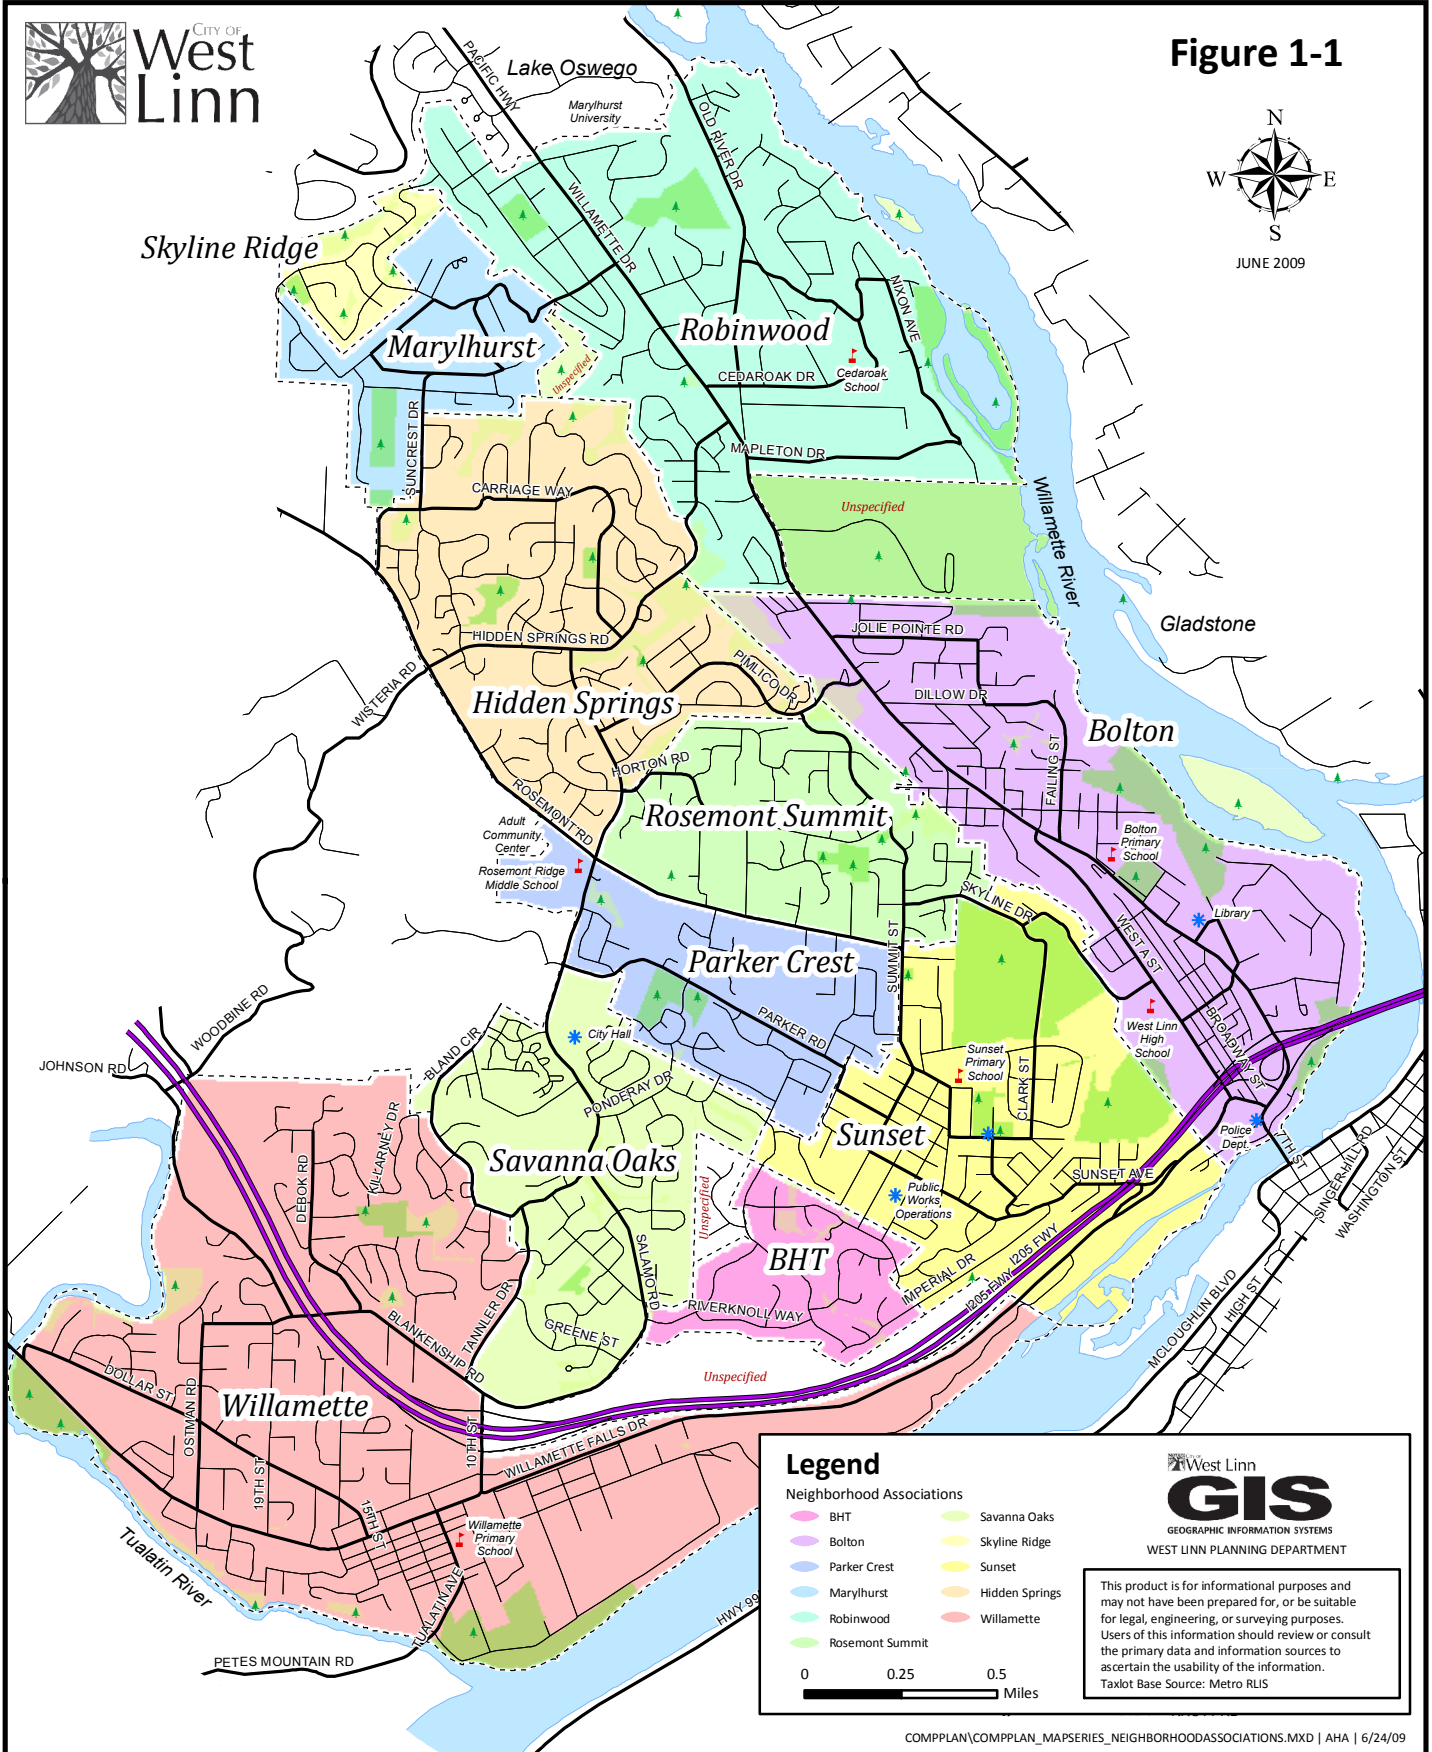 CITY OF
West
Linn
Figure 1-1
N
W
E
S
JUNE 2009
PACIFIC HWY
Lake Oswego
Marylhurst
University
OLD RIVER DR
WILLAMETTE DR
Skyline Ridge
Marylhurst
Robinwood
NIXON AVE
Cedaroak
School
CEDAROAK DR
Unspecified
SUNCREST DR
MAPLETON DR
CARRIAGE WAY
Unspecified
Willamette River
Gladstone
JOLIE POINTE RD
HIDDEN SPRINGS RD
PIMLICO DR
WISTERIA RD
DILLOW DR
Hidden Springs
Bolton
FAILING ST
HORTON RD
ROSEMONT RD
Rosemont Summit
Adult
Community
Center
Rosemont Ridge
Middle School
Bolton
Primary
School
SKYLINE DR
Library
WEST A ST
SUMMIT ST
Parker Crest
PARKER RD
WOODBINE RD
West Linn
High
School
BROADWAY ST
City Hall
BLAND CIR
JOHNSON RD
Sunset
Primary
School
CLARK ST
PONDERAY DR
KILLARNEY DR
Police
Dept.
7TH ST
Sunset
Savanna Oaks
DEBOK RD
SUNSET AVE
SINGER HILL RD
WASHINGTON ST
Public
Works
Operations
Unspecified
SALAMO RD
BHT
I205 FWY
IMPERIAL DR
I205 FWY
RIVERKNOLL WAY
TANNLER DR
BLANKENSHIP RD
GREENE ST
MCLOUGHLIN BLVD
HIGH ST
DOLLAR ST
OSTMAN RD
Willamette
Unspecified
10TH ST
WILLAMETTE FALLS DR
19TH ST
15TH ST
Willamette
Primary
School
Tualatin River
TUALATIN AVE
PETES MOUNTAIN RD
HWY 99
Legend
Neighborhood Associations
BHT
Bolton
Parker Crest
Marylhurst
Robinwood
Rosemont Summit
Savanna Oaks
Skyline Ridge
Sunset
Hidden Springs
Willamette
0 0.25 0.5
Miles
CITY OF
West Linn
GIS
GEOGRAPHIC INFORMATION SYSTEMS
WEST LINN PLANNING DEPARTMENT
This product is for informational purposes and
may not have been prepared for, or be suitable
for legal, engineering, or surveying purposes.
Users of this information should review or consult
the primary data and information sources to
ascertain the usability of the information.
Taxlot Base Source: Metro RLIS
COMPPLAN\COMPPLAN_MAPSERIES_NEIGHBORHOODASSOCIATIONS.MXD | AHA | 6/24/09